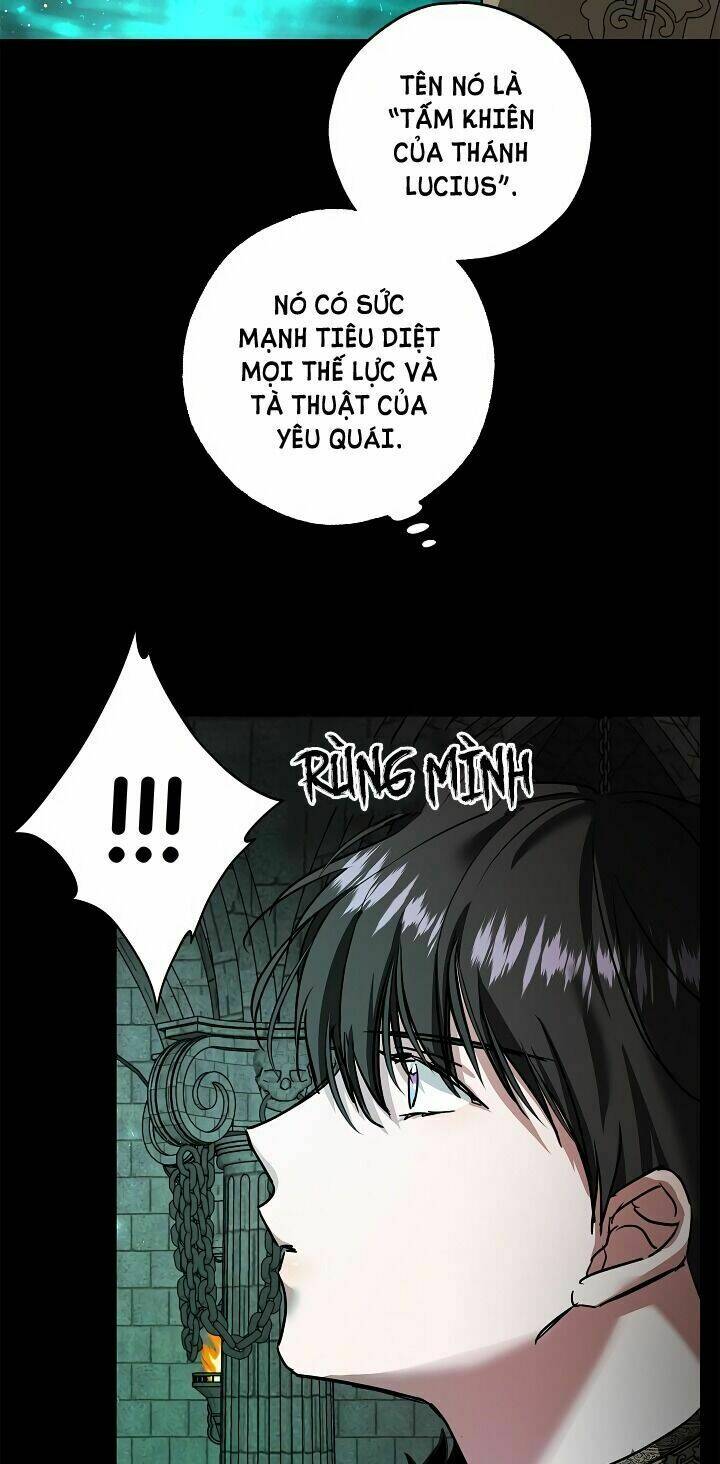 TÊN NÓ LÀ
“TẤM KHIÊN
CỦA THÁNH
LUCIUS”.
NÓ CÓ SỨC
MẠNH TIÊU DIỆT
MỌI THẾ LỰC VÀ
TÀ THUẬT CỦA
YÊU QUÁI.
RÙNG MÌNH
!!!